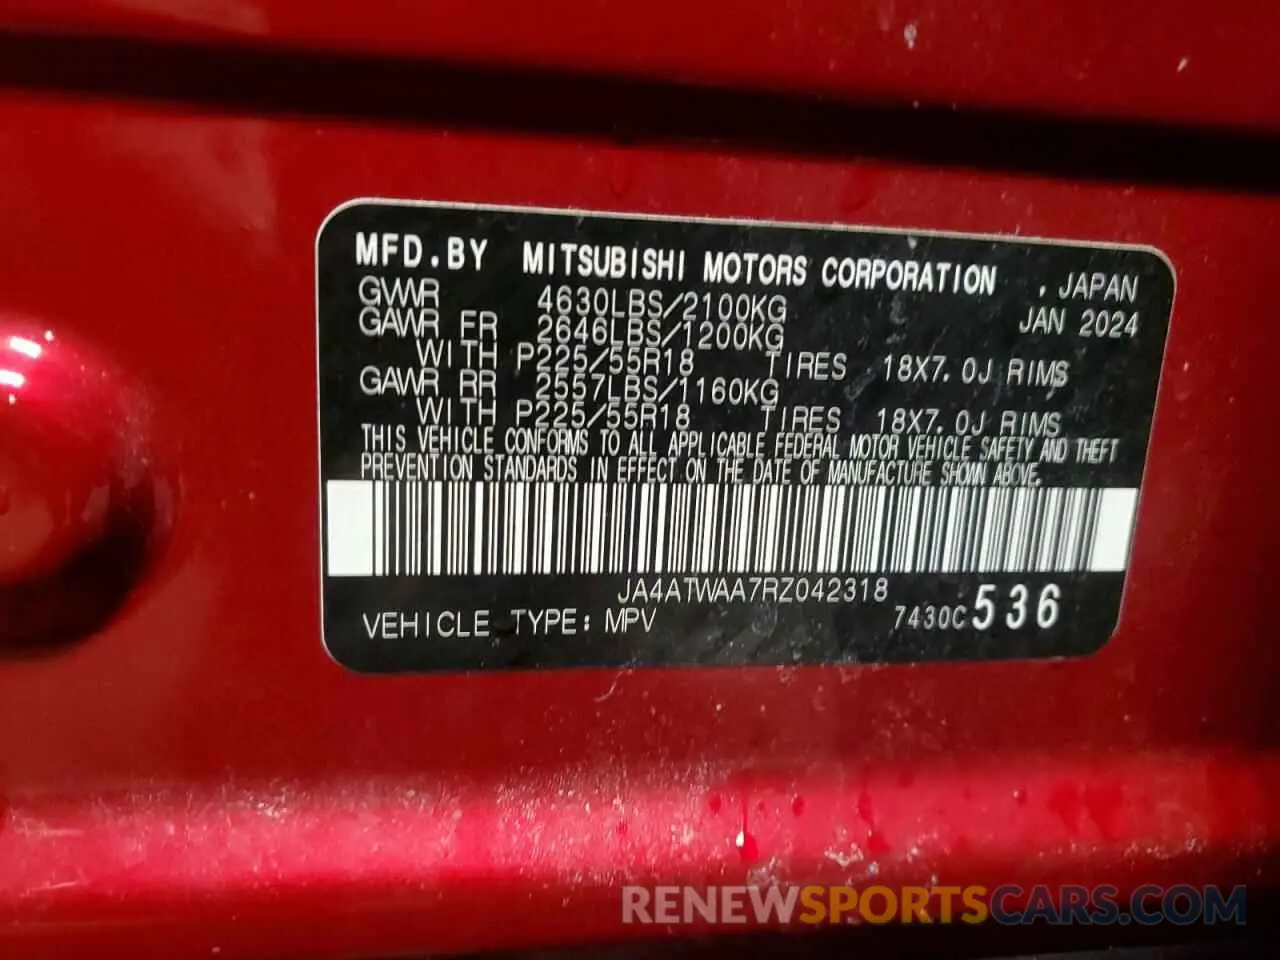 MFD.BY MITSUBISHI MOTORS CORPORATION , JAPAN
GVWR 4630LBS/2100KG JAN 2024
GAWR FR 2646LBS/1200KG
WITH P225/55R18 TIRES 18X7.0J RIMS
GAWR RR 2557LBS/1160KG
WITH P225/55R18 TIRES 18X7.0J RIMS
THIS VEHICLE CONFORMS TO ALL APPLICABLE FEDERAL MOTOR VEHICLE SAFETY AND THEFT
PREVENTION STANDARDS IN EFFECT ON THE DATE OF MANUFACTURE SHOWN ABOVE.
JA4ATWAA7RZ042318
VEHICLE TYPE: MPV 7430C 536
RENEWSPORTSCARS.COM